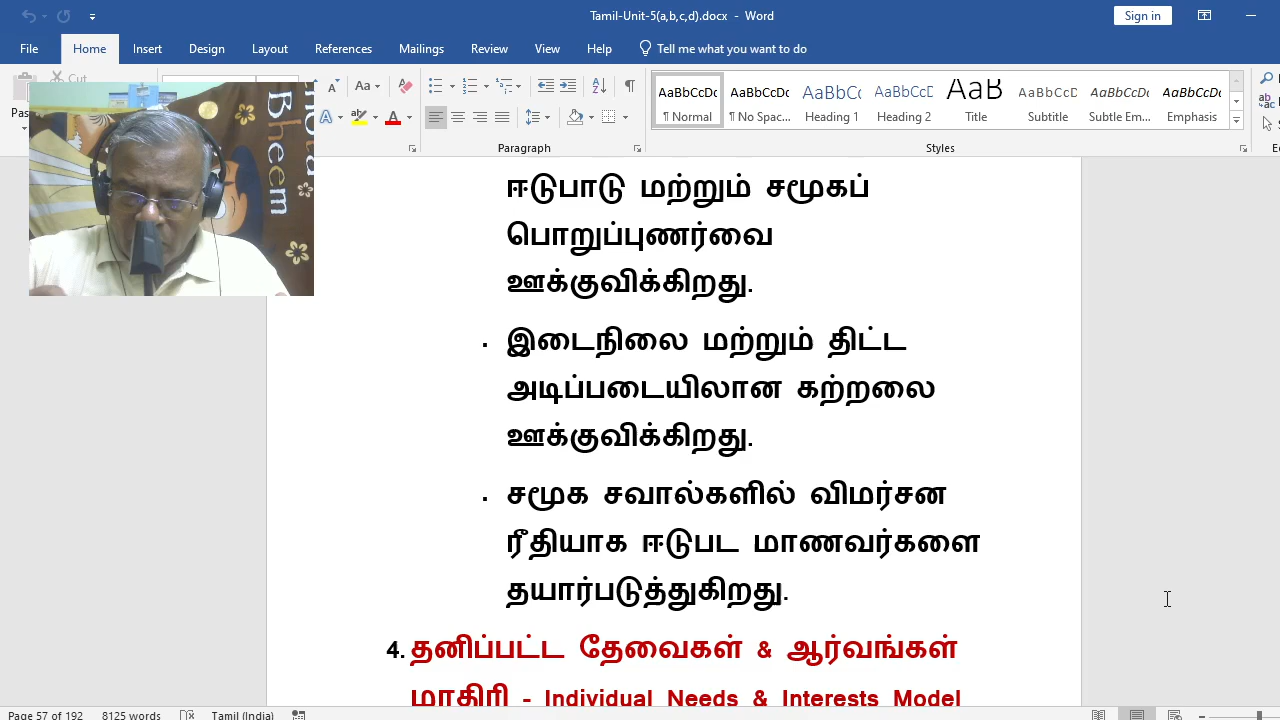 Tamil-Unit-5(a,b,c,d).docx - Word
Sign in
File Home Insert Design Layout References Mailings Review View Help Tell me what you want to do
Cut
Aa
AaBbCcDc AaBbCcDc AaBbCc AaBbCcD AaB AaBbCcD AaBbCcDc AaBbCcDc
¶ Normal ¶ No Spac... Heading 1 Heading 2 Title Subtitle Subtle Em... Emphasis
Paragraph Styles
Bheem
ஈடுபாடு மற்றும் சமூகப்
பொறுப்புணர்வை
ஊக்குவிக்கிறது.
▪ இடைநிலை மற்றும் திட்ட
அடிப்படையிலான கற்றலை
ஊக்குவிக்கிறது.
▪ சமூக சவால்களில் விமர்சன
ரீதியாக ஈடுபட மாணவர்களை
தயார்படுத்துகிறது.
4. தனிப்பட்ட தேவைகள் & ஆர்வங்கள்
மாதிரி - Individual Needs & Interests Model
Page 57 of 192 8125 words Tamil (India)